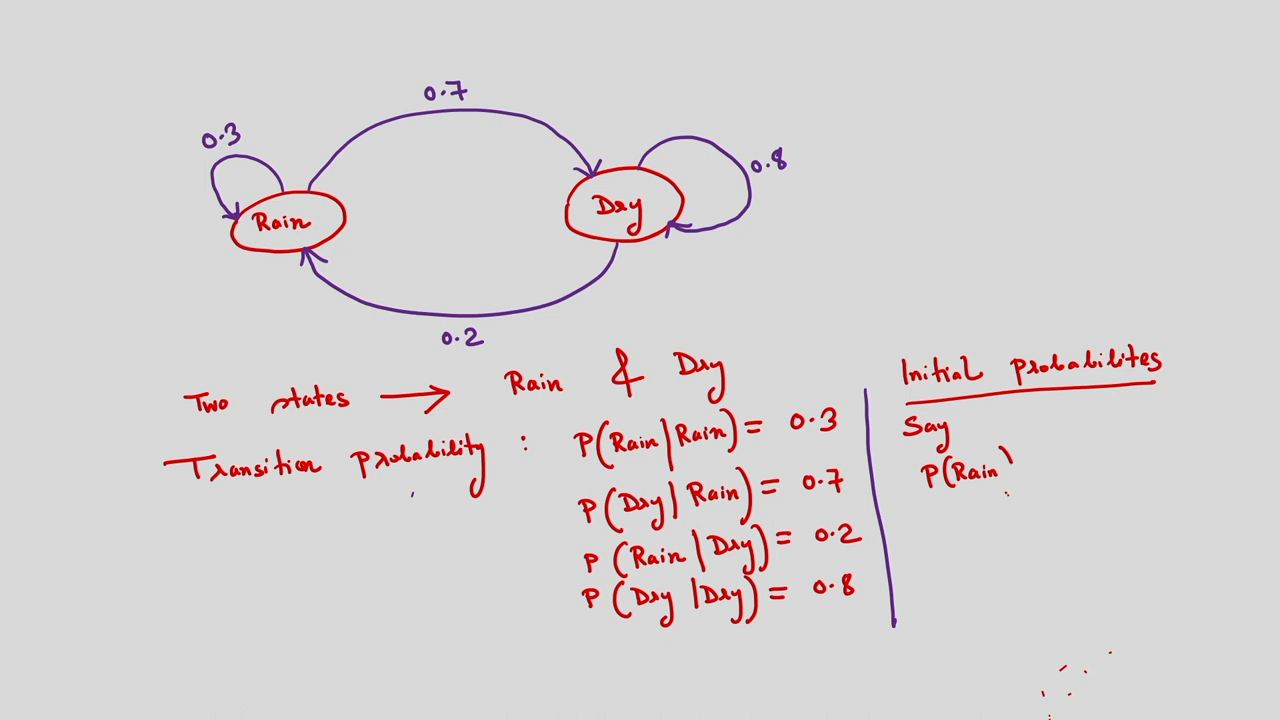 0.7
0.3
0.8
Rain
Dry
0.2
Two states → Rain & Dry
Transition probability : P(Rain|Rain) = 0.3
P(Dry|Rain) = 0.7
P(Rain|Dry) = 0.2
P(Dry|Dry) = 0.8
Initial probabilites
Say
P(Rain)